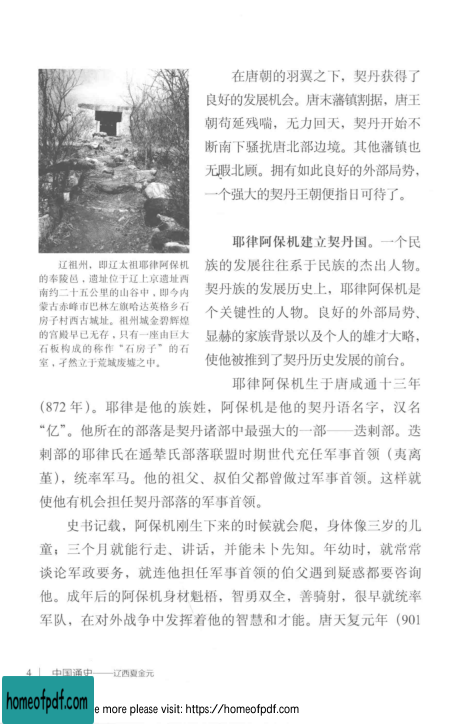 在唐朝的羽翼之下，契丹获得了
良好的发展机会。唐末藩镇割据，唐王
朝苟延残喘，无力回天，契丹开始不
断南下骚扰唐北部边境。其他藩镇也
无暇北顾。拥有如此良好的外部局势，
一个强大的契丹王朝便指日可待了。
辽祖州，即辽太祖耶律阿保机
的奉陵邑，遗址位于辽上京遗址西
南约二十五公里的山谷中，即今内
蒙古赤峰市巴林左旗哈达英格乡石
房子村西古城址。祖州城金碧辉煌
的宫殿早已无存，只有一座由巨大
石板构成的称作“石房子”的石
室，孑然立于荒城废墟之中。
耶律阿保机建立契丹国。一个民
族的发展往往系于民族的杰出人物。
契丹族的发展历史上，耶律阿保机是
个关键性的人物。良好的外部局势、
显赫的家族背景以及个人的雄才大略，
使他被推到了契丹历史发展的前台。
耶律阿保机生于唐咸通十三年
（872 年）。耶律是他的族姓，阿保机是他的契丹语名字，汉名
“亿”。他所在的部落是契丹诸部中最强大的一部——迭剌部。迭
剌部的耶律氏在遥辇氏部落联盟时期世代充任军事首领（夷离
堇），统率军马。他的祖父、叔伯父都曾做过军事首领。这样就
使他有机会担任契丹部落的军事首领。
史书记载，阿保机刚生下来的时候就会爬，身体像三岁的儿
童；三个月就能行走、讲话，并能未卜先知。年幼时，就常常
谈论军政要务，就连他担任军事首领的伯父遇到疑惑都要咨询
他。成年后的阿保机身材魁梧，智勇双全，善骑射，很早就统率
军队，在对外战争中发挥着他的智慧和才能。唐天复元年（901
4 | 中国通史——辽西夏金元
homeofpdf.com
e more please visit: https://homeofpdf.com